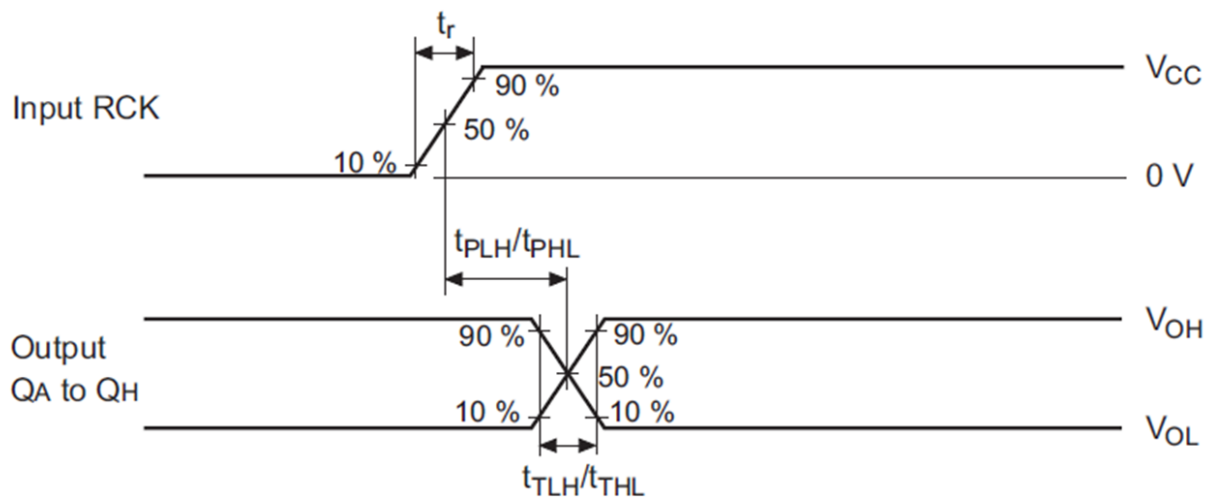 tr
VCC
90 %
Input RCK
50 %
10 %
0 V
tPLH/tPHL
VOH
90 %
90 %
Output
QA to QH
50 %
10 %
10 %
VOL
tTLH/tTHL